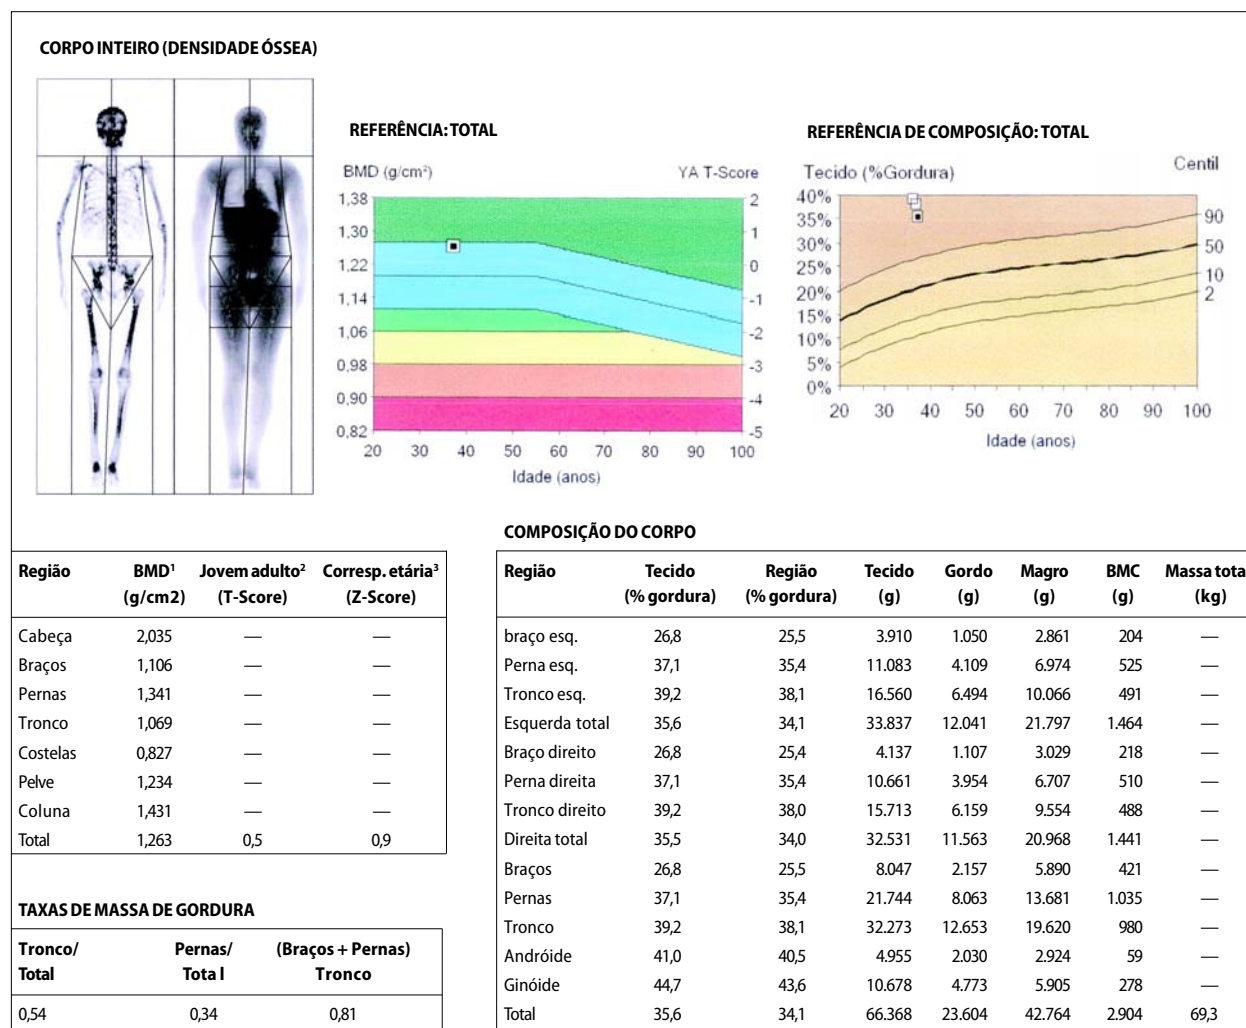 CORPO INTEIRO (DENSIDADE ÓSSEA)
REFERÊNCIA: TOTAL
BMD (g/cm²) YA T-Score
1,38 2
1,30 1
1,22 0
1,14 -1
1,06 -2
0,98 -3
0,90 -4
0,82 -5
20 30 40 50 60 70 80 90 100
Idade (anos)
REFERÊNCIA DE COMPOSIÇÃO: TOTAL
Tecido (%Gordura) Centil
40%
35% 90
30% 50
25% 10
20% 2
15%
10%
5%
0%
20 30 40 50 60 70 80 90 100
Idade (anos)
Região BMD¹ Jovem adulto² Corresp. etária³
(g/cm2) (T-Score) (Z-Score)
Cabeça 2,035 — —
Braços 1,106 — —
Pernas 1,341 — —
Tronco 1,069 — —
Costelas 0,827 — —
Pelve 1,234 — —
Coluna 1,431 — —
Total 1,263 0,5 0,9
TAXAS DE MASSA DE GORDURA
Tronco/ Pernas/ (Braços + Pernas)
Total Tota l Tronco
0,54 0,34 0,81
COMPOSIÇÃO DO CORPO
Região Tecido Região Tecido Gordo Magro BMC Massa total
(% gordura) (% gordura) (g) (g) (g) (g) (kg)
braço esq. 26,8 25,5 3.910 1.050 2.861 204 —
Perna esq. 37,1 35,4 11.083 4.109 6.974 525 —
Tronco esq. 39,2 38,1 16.560 6.494 10.066 491 —
Esquerda total 35,6 34,1 33.837 12.041 21.797 1.464 —
Braço direito 26,8 25,4 4.137 1.107 3.029 218 —
Perna direita 37,1 35,4 10.661 3.954 6.707 510 —
Tronco direito 39,2 38,0 15.713 6.159 9.554 488 —
Direita total 35,5 34,0 32.531 11.563 20.968 1.441 —
Braços 26,8 25,5 8.047 2.157 5.890 421 —
Pernas 37,1 35,4 21.744 8.063 13.681 1.035 —
Tronco 39,2 38,1 32.273 12.653 19.620 980 —
Andróide 41,0 40,5 4.955 2.030 2.924 59 —
Ginóide 44,7 43,6 10.678 4.773 5.905 278 —
Total 35,6 34,1 66.368 23.604 42.764 2.904 69,3